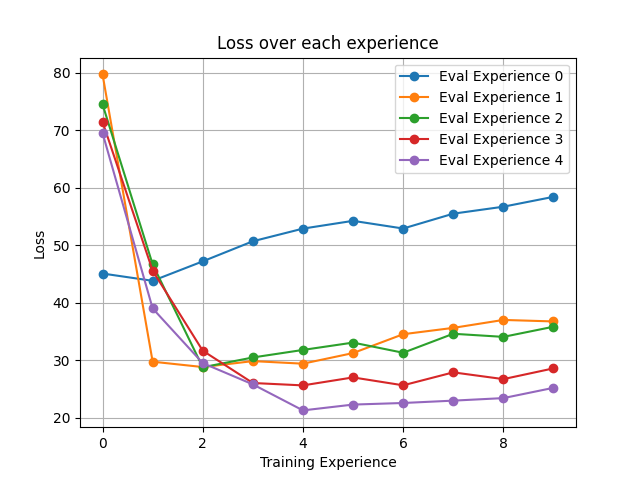 Loss over each experience
Eval Experience 0
Eval Experience 1
Eval Experience 2
Eval Experience 3
Eval Experience 4
Loss
80
70
60
50
40
30
20
0
2
4
6
8
Training Experience